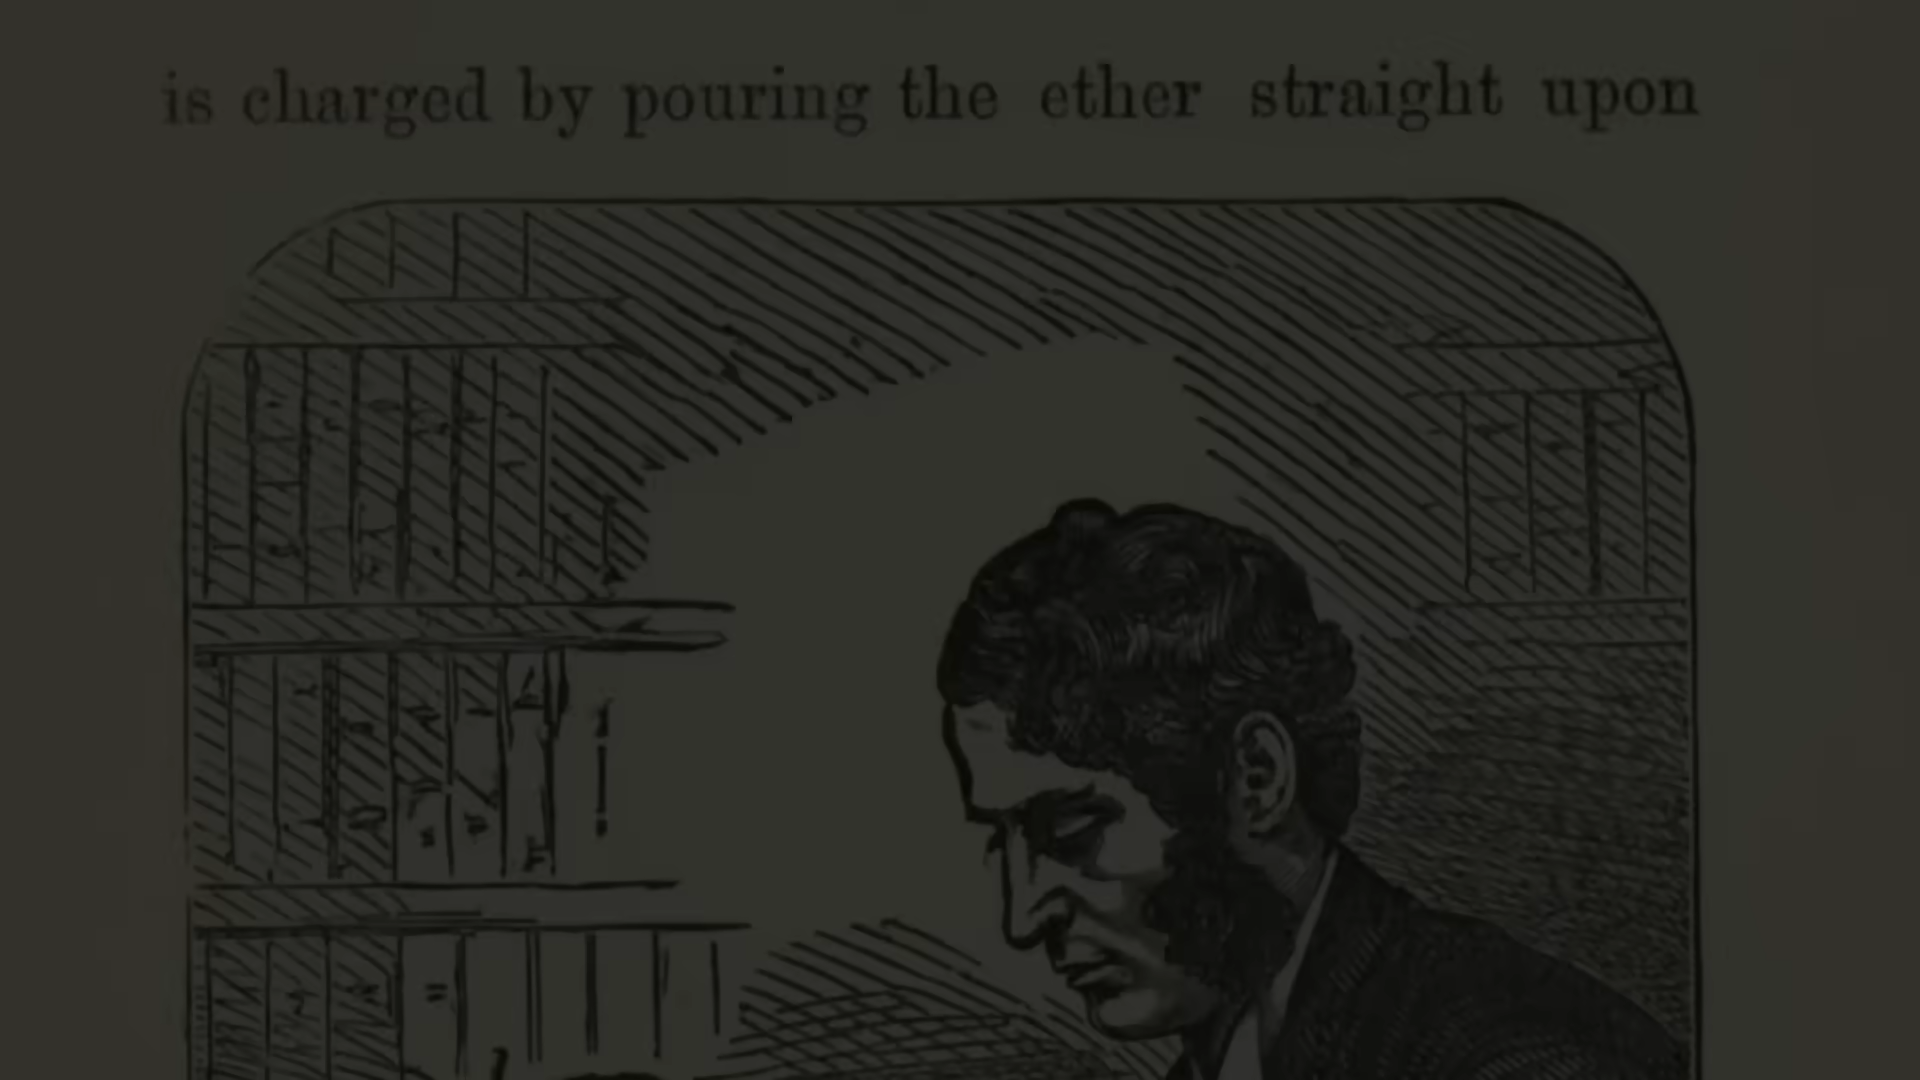 is charged by pouring the ether straight upon